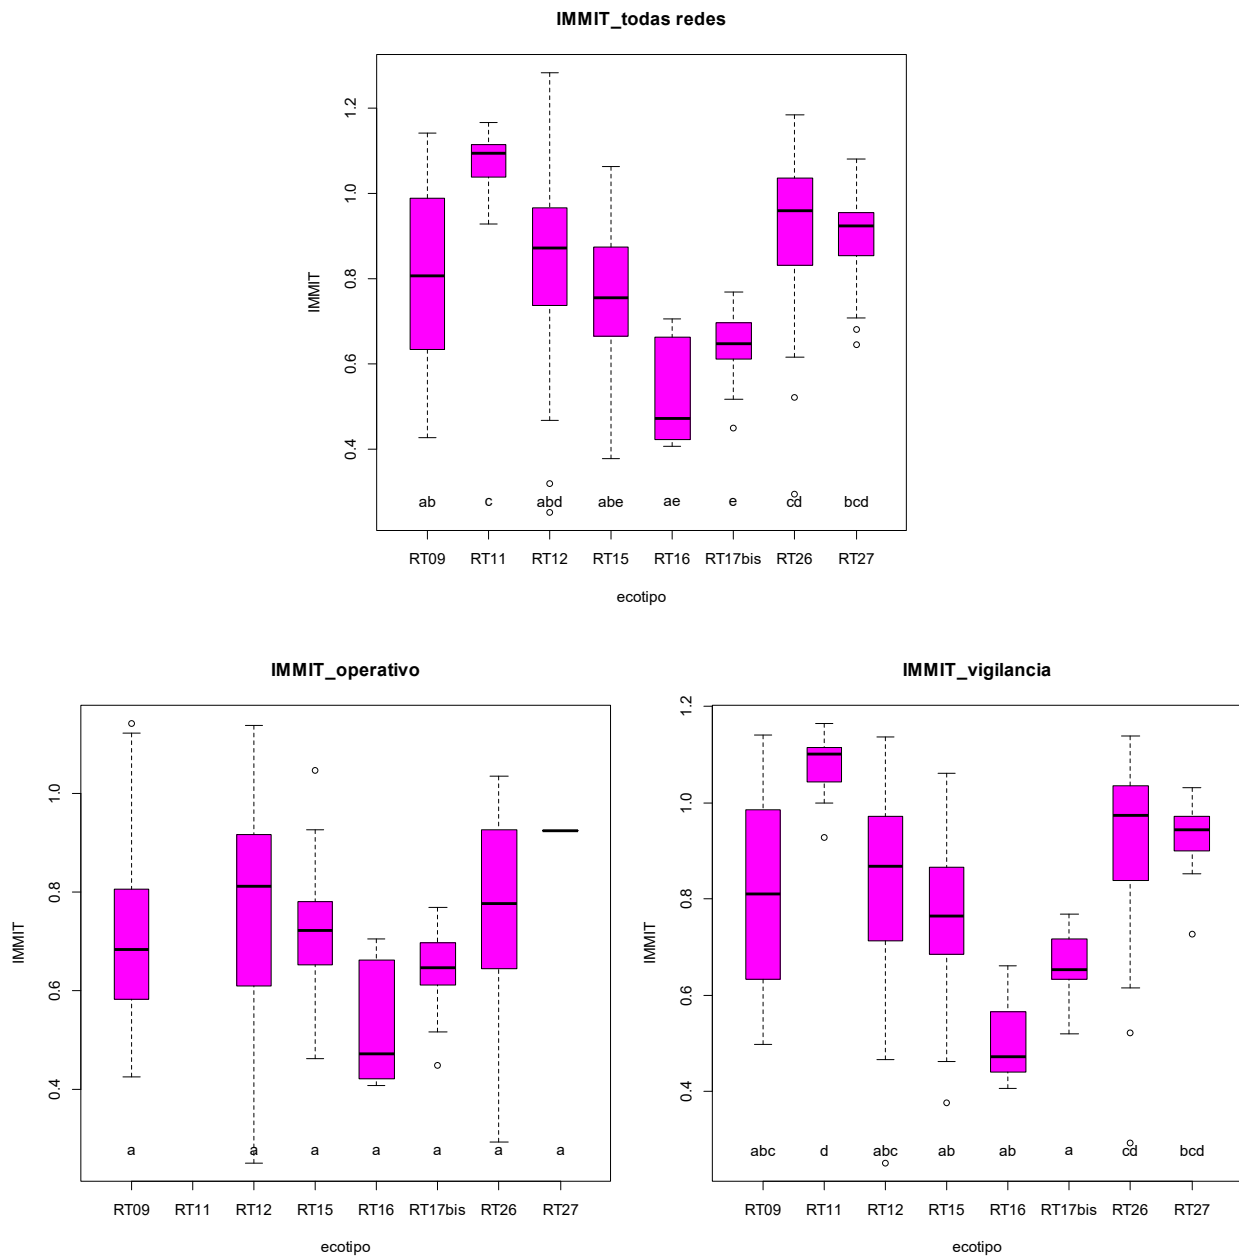 IMMIT_todas redes
IMMIT
1.2
1.0
0.8
0.6
0.4
ab c abd abe ae e cd bcd
RT09 RT11 RT12 RT15 RT16 RT17bis RT26 RT27
ecotipo
IMMIT_operativo
IMMIT
1.0
0.8
0.6
0.4
a a a a a a a
RT09 RT11 RT12 RT15 RT16 RT17bis RT26 RT27
ecotipo
IMMIT_vigilancia
IMMIT
1.2
1.0
0.8
0.6
0.4
abc d abc ab ab a cd bcd
RT09 RT11 RT12 RT15 RT16 RT17bis RT26 RT27
ecotipo